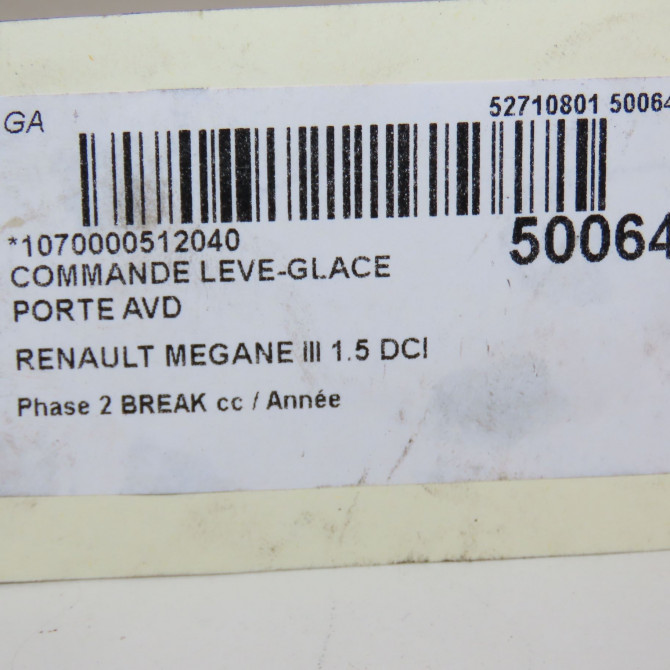 GA
52710801 50064
*1070000512040
50064
COMMANDE LEVE-GLACE
PORTE AVD
RENAULT MEGANE III 1.5 DCI
Phase 2 BREAK cc / Année